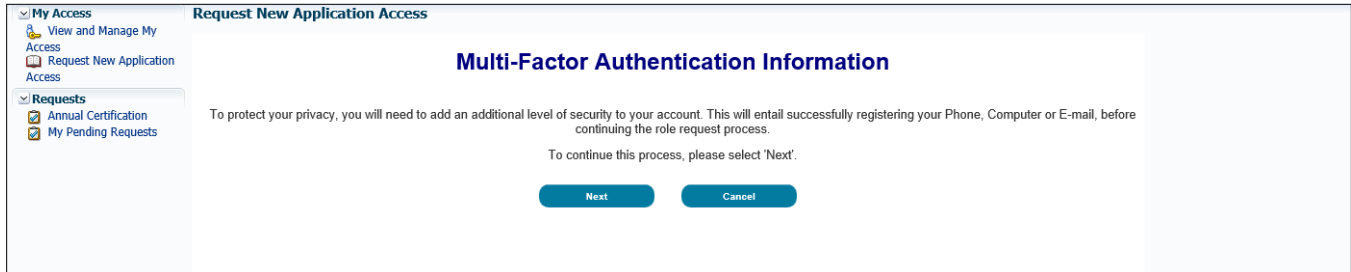 My Access
View and Manage My
Access
Request New Application
Access
Requests
Annual Certification
My Pending Requests
Request New Application Access
Multi-Factor Authentication Information
To protect your privacy, you will need to add an additional level of security to your account. This will entail successfully registering your Phone, Computer or E-mail, before
continuing the role request process.
To continue this process, please select 'Next'.
Next
Cancel